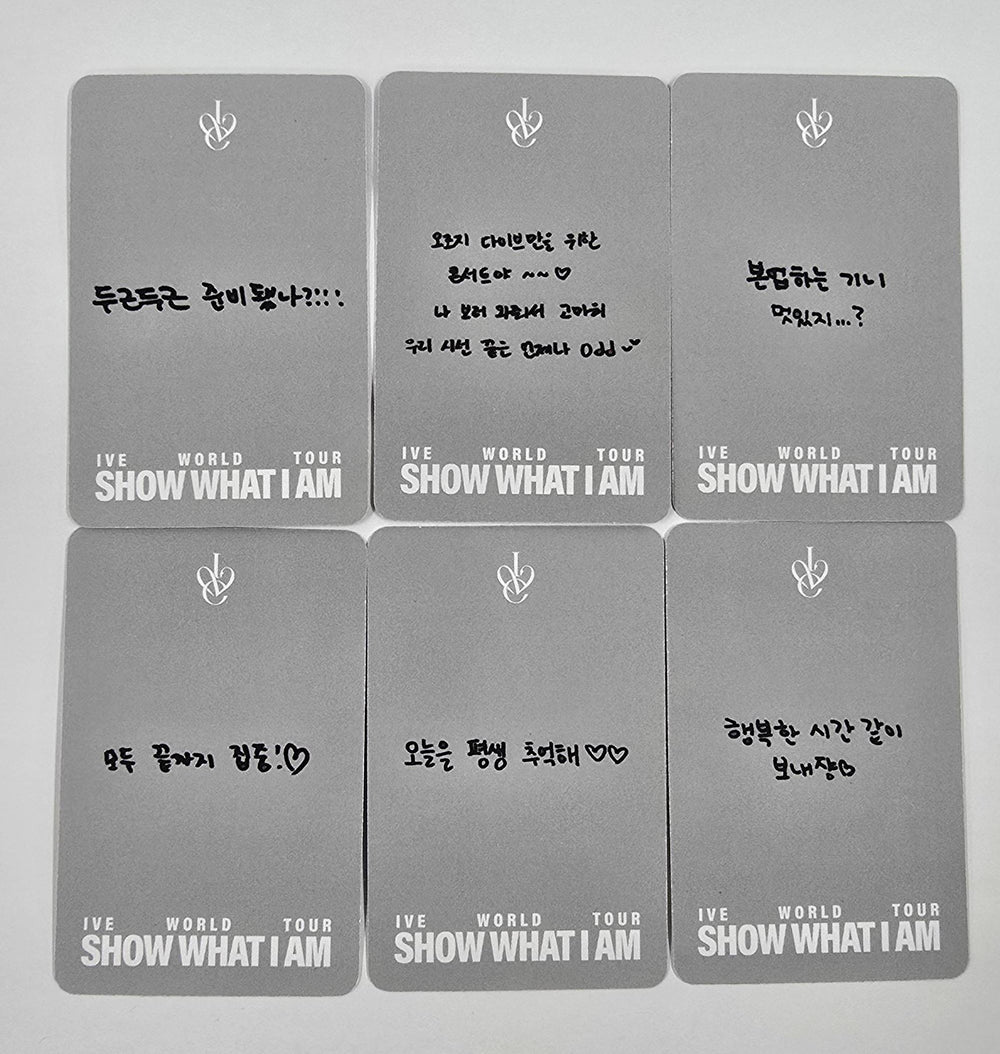 두근두근 준비됐나?!!!
IVE WORLD TOUR
SHOW WHAT I AM
오로지 다이브만을 위한
콘서트야 ~~♡
나 보러 와줘서 고마워
우리 시선 끝은 언제나
IVE WORLD TOUR
SHOW WHAT I AM
본업하는 기니
멋있지...?
IVE WORLD TOUR
SHOW WHAT I AM
모두 끝까지 집중!♡
IVE WORLD TOUR
SHOW WHAT I AM
오늘을 평생 추억해♡♡
IVE WORLD TOUR
SHOW WHAT I AM
행복한 시간 같이
보내쟝♡
IVE WORLD TOUR
SHOW WHAT I AM